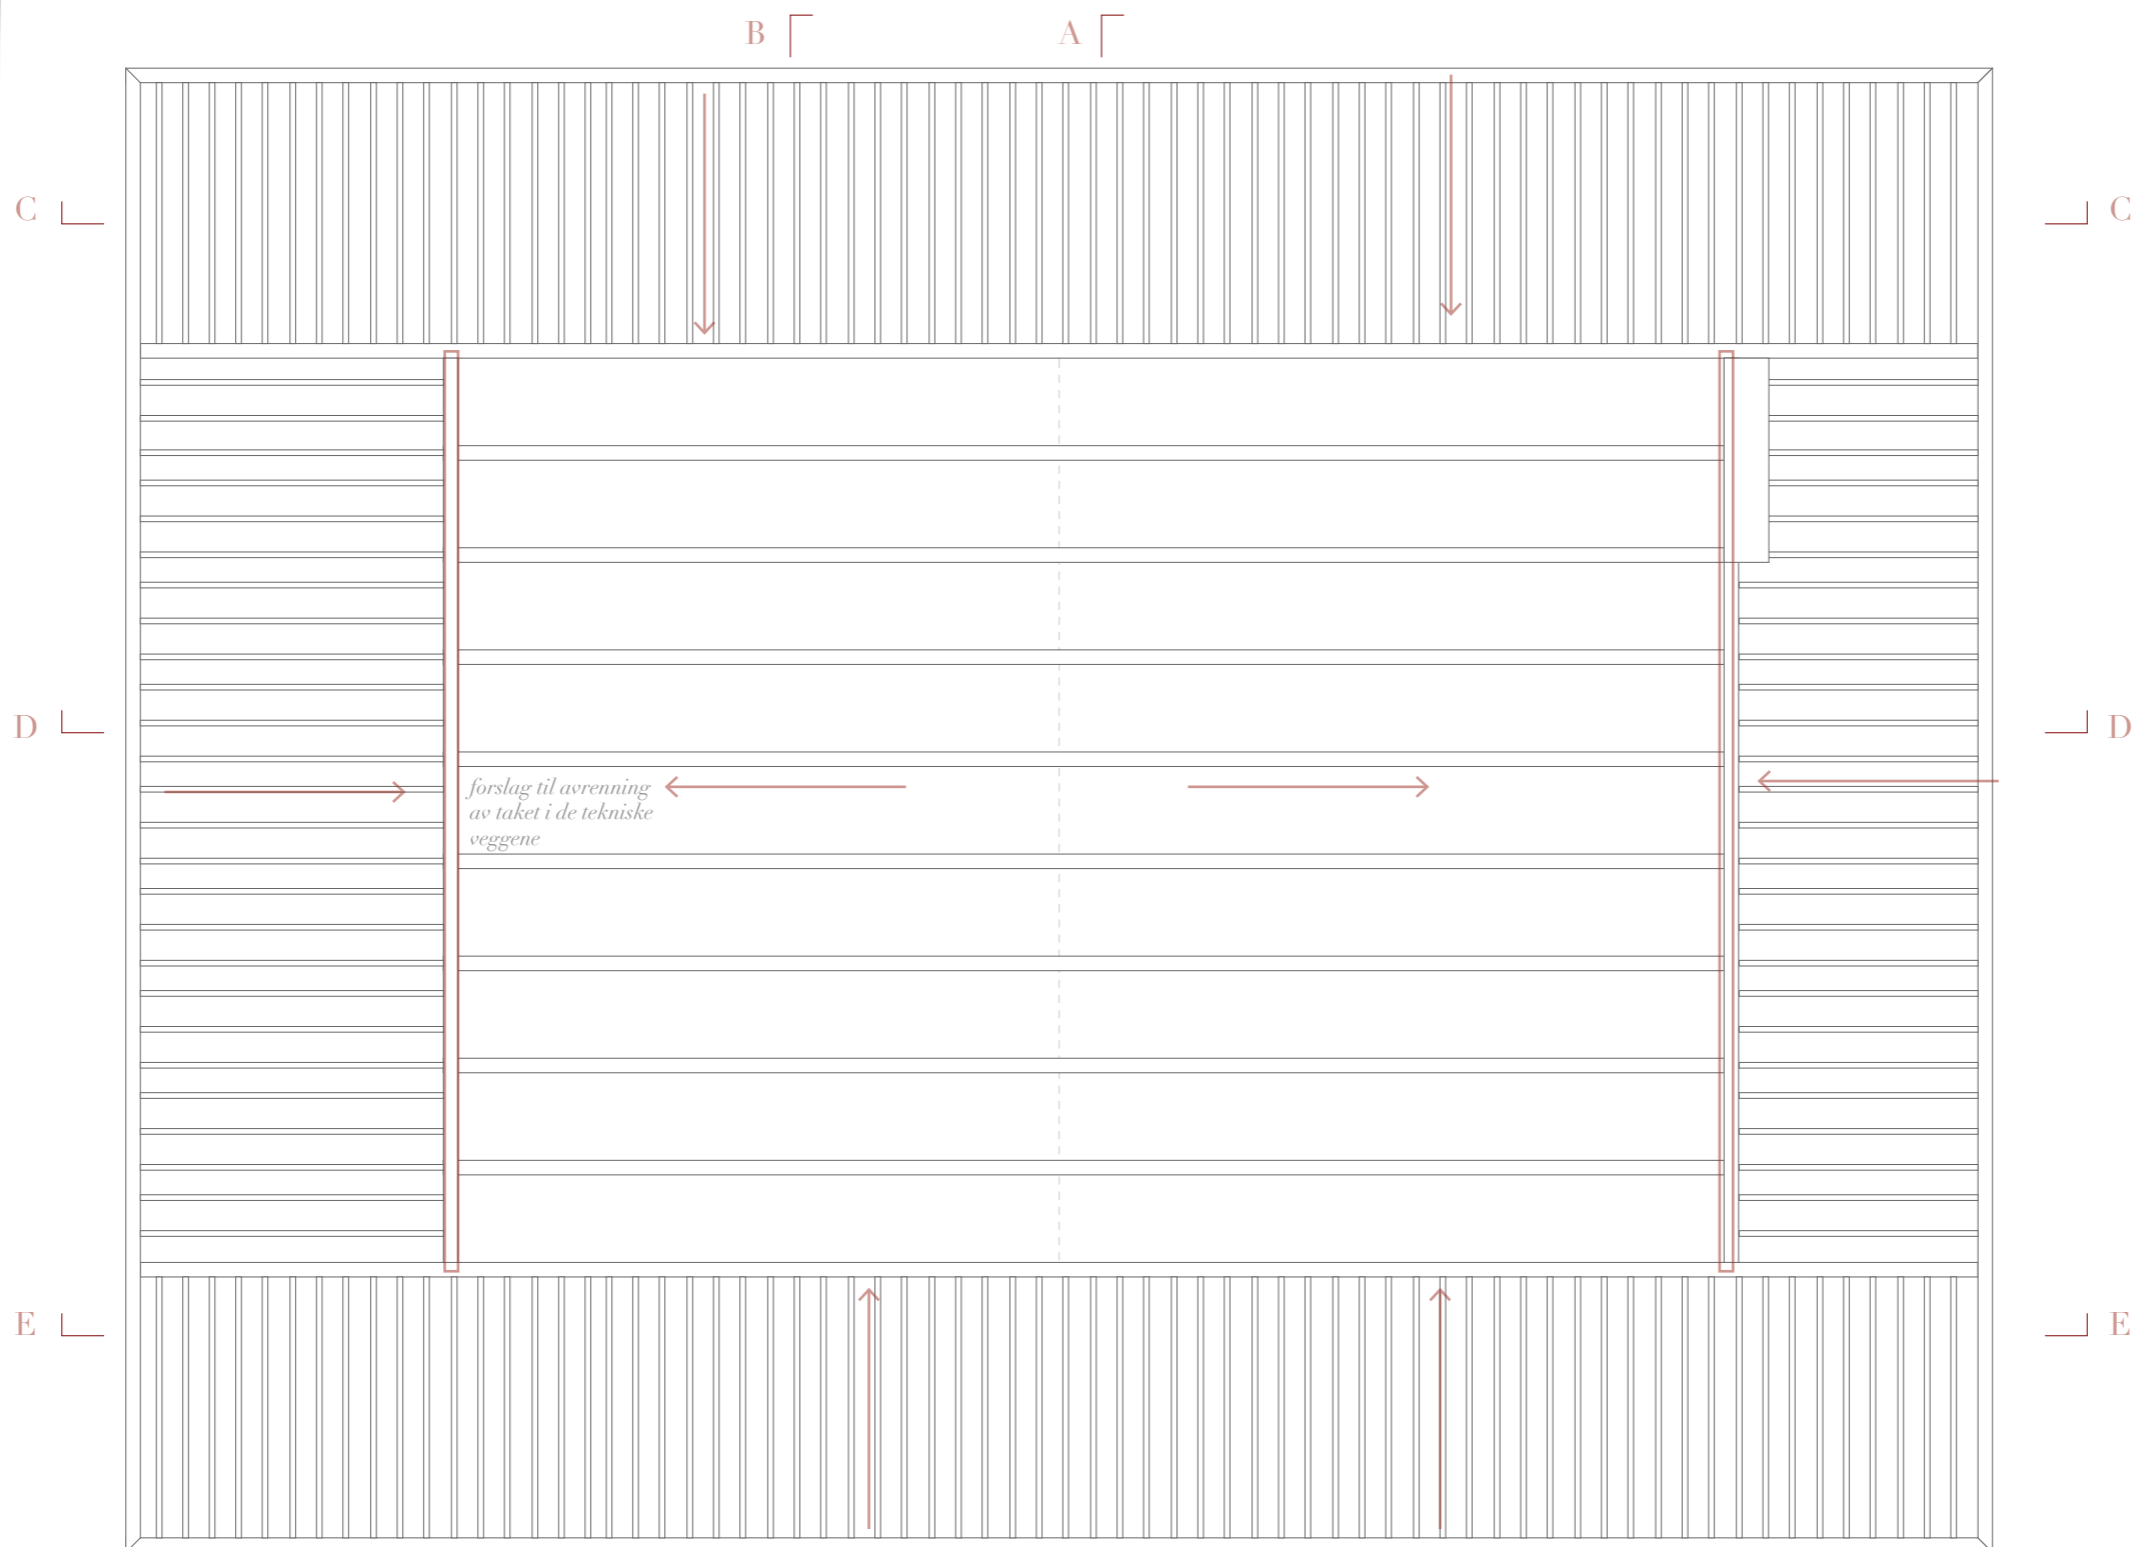 B A
C C
D D
forslag til avrenning
av taket i de tekniske
veggene
E E